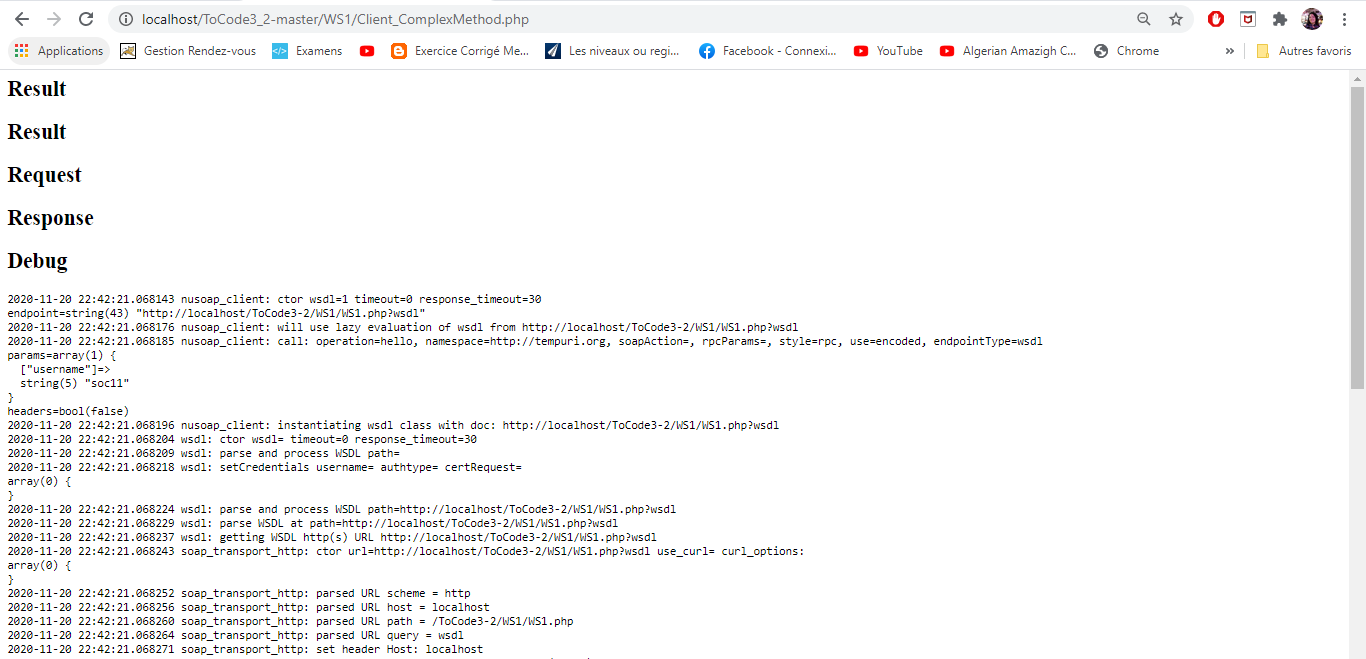 localhost/ToCode3_2-master/WS1/Client_ComplexMethod.php
Applications Gestion Rendez-vous Examens Exercice Corrigé Me... Les niveaux ou regi... Facebook - Connexi... YouTube Algerian Amazigh C... Chrome » Autres favoris
Result
Result
Request
Response
Debug
2020-11-20 22:42:21.068143 nusoap_client: ctor wsdl=1 timeout=0 response_timeout=30
endpoint=string(43) "http://localhost/ToCode3-2/WS1/WS1.php?wsdl"
2020-11-20 22:42:21.068176 nusoap_client: will use lazy evaluation of wsdl from http://localhost/ToCode3-2/WS1/WS1.php?wsdl
2020-11-20 22:42:21.068185 nusoap_client: call: operation=hello, namespace=http://tempuri.org, soapAction=, rpcParams=, style=rpc, use=encoded, endpointType=wsdl
params=array(1) {
  ["username"]=>
  string(5) "soc11"
}
headers=bool(false)
2020-11-20 22:42:21.068196 nusoap_client: instantiating wsdl class with doc: http://localhost/ToCode3-2/WS1/WS1.php?wsdl
2020-11-20 22:42:21.068204 wsdl: ctor wsdl= timeout=0 response_timeout=30
2020-11-20 22:42:21.068209 wsdl: parse and process WSDL path=
2020-11-20 22:42:21.068218 wsdl: setCredentials username= authtype= certRequest=
array(0) {
}
2020-11-20 22:42:21.068224 wsdl: parse and process WSDL path=http://localhost/ToCode3-2/WS1/WS1.php?wsdl
2020-11-20 22:42:21.068229 wsdl: parse WSDL at path=http://localhost/ToCode3-2/WS1/WS1.php?wsdl
2020-11-20 22:42:21.068237 wsdl: getting WSDL http(s) URL http://localhost/ToCode3-2/WS1/WS1.php?wsdl
2020-11-20 22:42:21.068243 soap_transport_http: ctor url=http://localhost/ToCode3-2/WS1/WS1.php?wsdl use_curl= curl_options:
array(0) {
}
2020-11-20 22:42:21.068252 soap_transport_http: parsed URL scheme = http
2020-11-20 22:42:21.068256 soap_transport_http: parsed URL host = localhost
2020-11-20 22:42:21.068260 soap_transport_http: parsed URL path = /ToCode3-2/WS1/WS1.php
2020-11-20 22:42:21.068264 soap_transport_http: parsed URL query = wsdl
2020-11-20 22:42:21.068271 soap_transport_http: set header Host: localhost